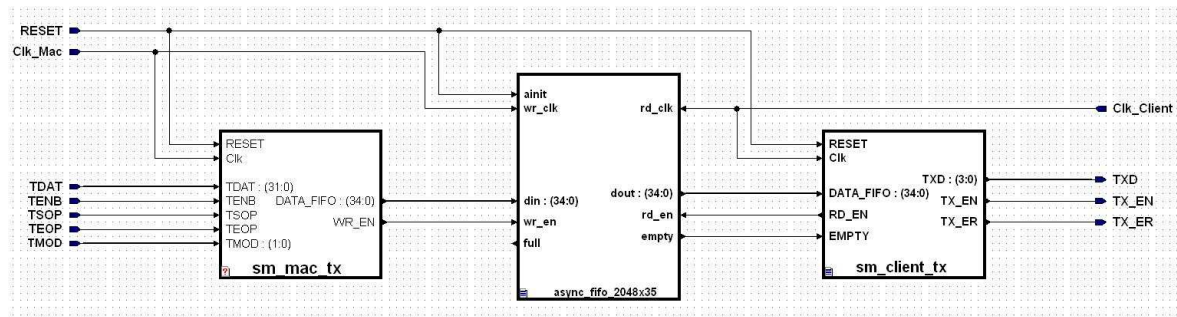 RESET
Clk_Mac
ainit
wr_clk
rd_clk
Clk_Client
RESET
Clk
RESET
Clk
TDAT
TENB
TSOP
TEOP
TMOD
TDAT : (31:0)
TENB DATA_FIFO : (34:0)
TSOP
TEOP WR_EN
TMOD : (1:0)
sm_mac_tx
din : (34:0)
wr_en
full
dout : (34:0)
rd_en
empty
async_fifo_2048x35
TXD : (3:0)
DATA_FIFO : (34:0) TX_EN
RD_EN TX_ER
EMPTY
sm_client_tx
TXD
TX_EN
TX_ER